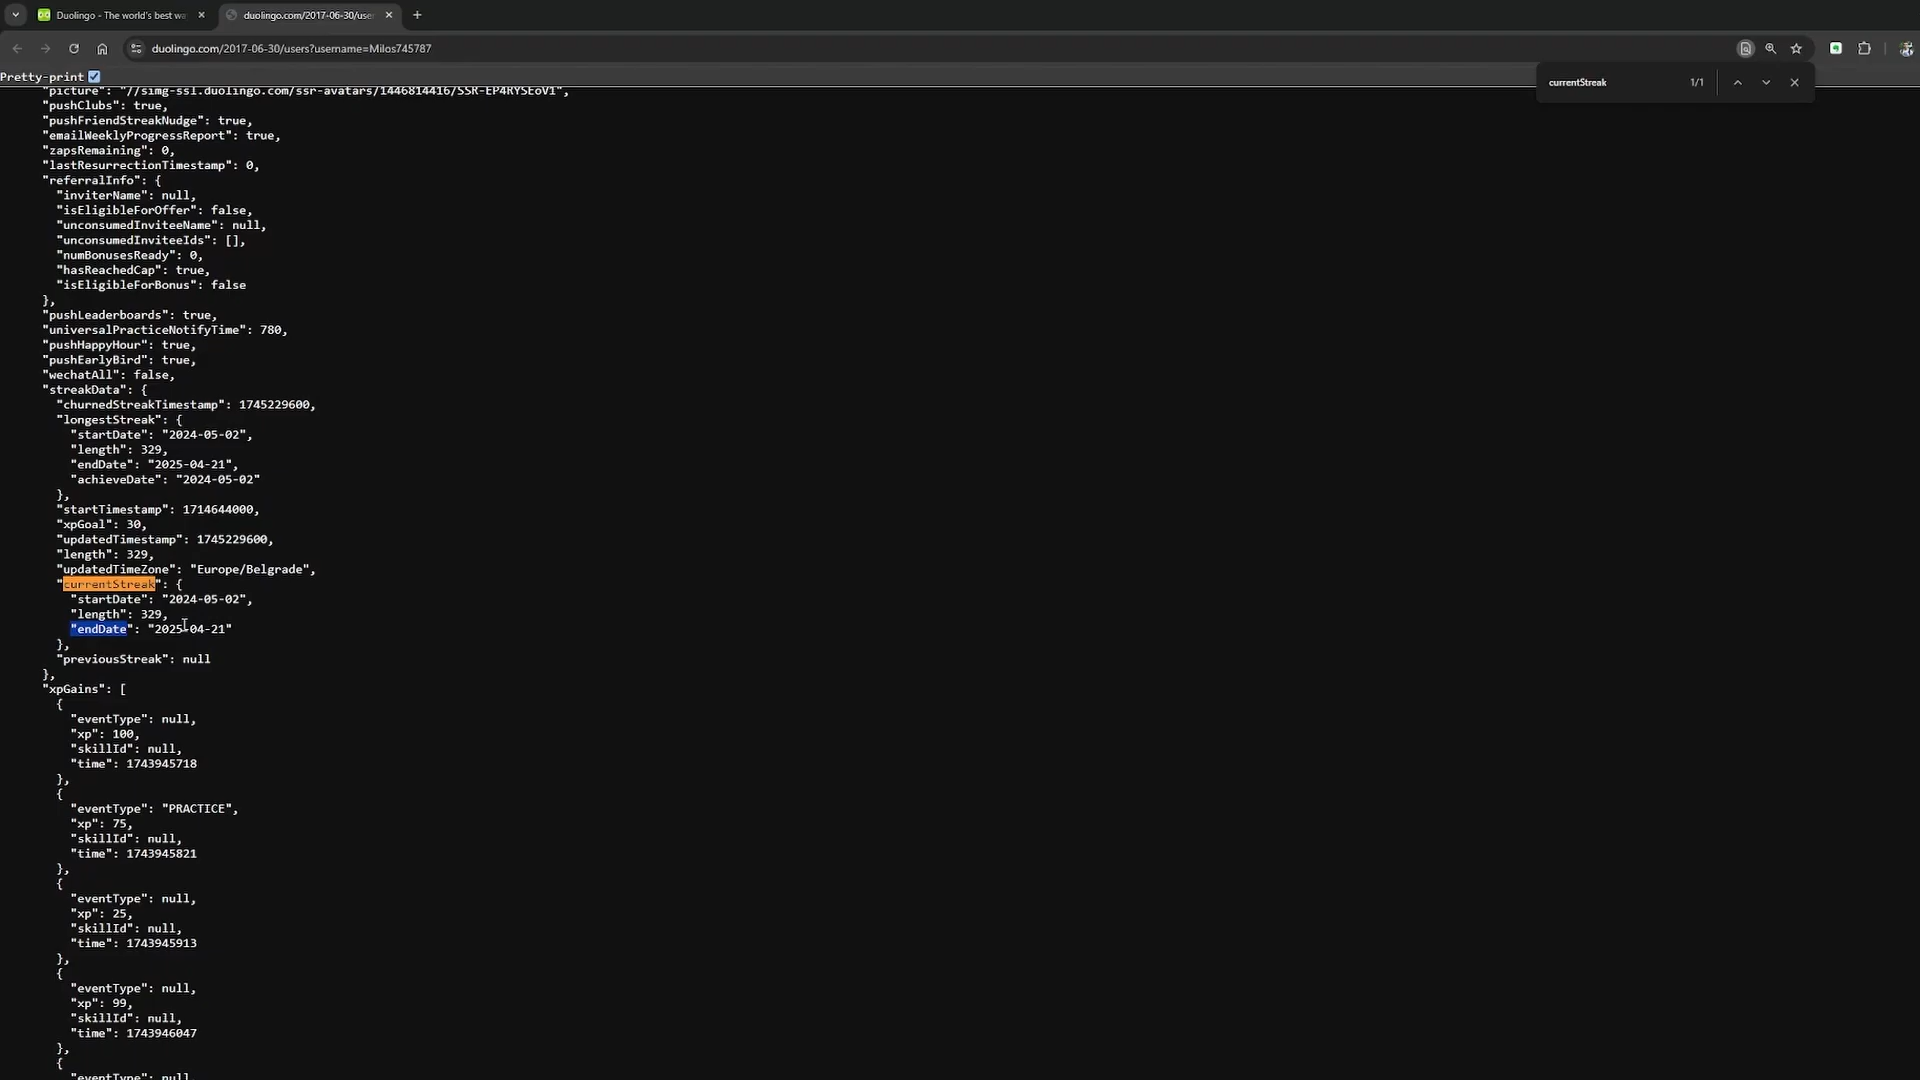 Duolingo - The world's best wa
duolingo.com/2017-06-30/use
duolingo.com/2017-06-30/users?username=Milos745787
currentStreak 1/1
Pretty-print
"picture": "//simg-ssl.duolingo.com/ssr-avatars/1446814416/SSR-EP4RYSEoV1",
"pushClubs": true,
"pushFriendStreakNudge": true,
"emailWeeklyProgressReport": true,
"zapsRemaining": 0,
"lastResurrectionTimestamp": 0,
"referralInfo": {
"inviterName": null,
"isEligibleForOffer": false,
"unconsumedInviteeName": null,
"unconsumedInviteeIds": [],
"numBonusesReady": 0,
"hasReachedCap": true,
"isEligibleForBonus": false
},
"pushLeaderboards": true,
"universalPracticeNotifyTime": 780,
"pushHappyHour": true,
"pushEarlyBird": true,
"wechatAll": false,
"streakData": {
"churnedStreakTimestamp": 1745229600,
"longestStreak": {
"startDate": "2024-05-02",
"length": 329,
"endDate": "2025-04-21",
"achieveDate": "2024-05-02"
},
"startTimestamp": 1714644000,
"xpGoal": 30,
"updatedTimestamp": 1745229600,
"length": 329,
"updatedTimeZone": "Europe/Belgrade",
"currentStreak": {
"startDate": "2024-05-02",
"length": 329,
"endDate": "2025-04-21"
},
"previousStreak": null
},
"xpGains": [
{
"eventType": null,
"xp": 100,
"skillId": null,
"time": 1743945718
},
{
"eventType": "PRACTICE",
"xp": 75,
"skillId": null,
"time": 1743945821
},
{
"eventType": null,
"xp": 25,
"skillId": null,
"time": 1743945913
},
{
"eventType": null,
"xp": 99,
"skillId": null,
"time": 1743946047
},
{
"eventType": null,